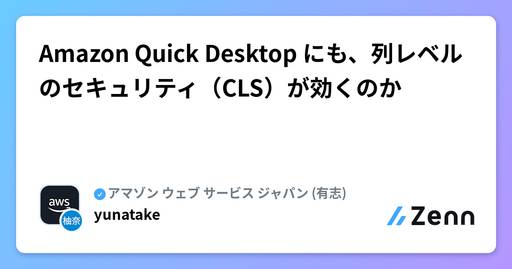 Amazon Quick Desktop にも、列レベル
のセキュリティ（CLS）が効くのか
aws
柚奈
アマゾン ウェブ サービス ジャパン (有志)
yunatake
Zenn